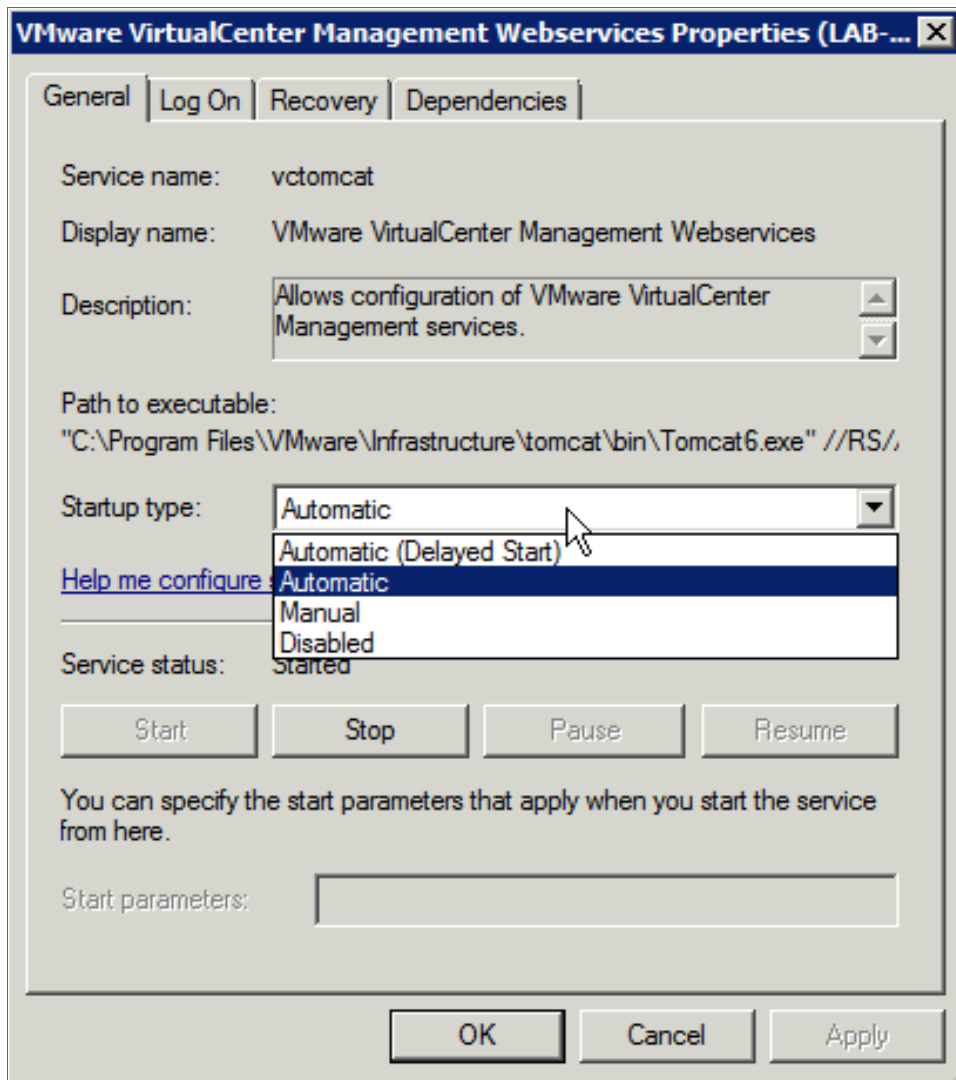 VMware VirtualCenter Management Webservices Properties (LAB-...
General Log On Recovery Dependencies
Service name: vctomcat
Display name: VMware VirtualCenter Management Webservices
Description: Allows configuration of VMware VirtualCenter
Management services.
Path to executable:
"C:\Program Files\VMware\Infrastructure\tomcat\bin\Tomcat6.exe" //RS//
Startup type: Automatic
Automatic (Delayed Start)
Help me configure Automatic
Manual
Disabled
Service status: Started
Start Stop Pause Resume
You can specify the start parameters that apply when you start the service
from here.
Start parameters:
OK Cancel Apply